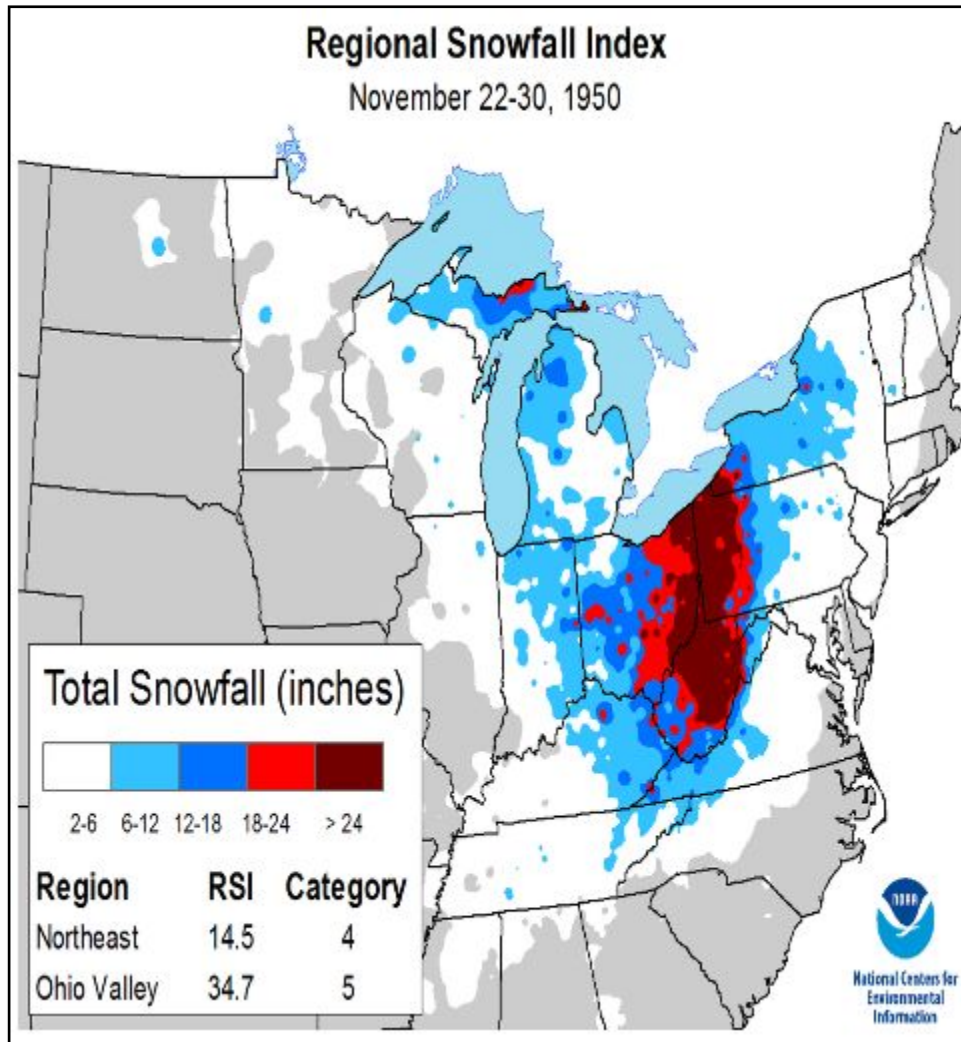 Regional Snowfall Index
November 22-30, 1950
Total Snowfall (inches)
2-6 6-12 12-18 18-24 > 24
Region RSI Category
Northeast 14.5 4
Ohio Valley 34.7 5
NOAA
National Centers for
Environmental
Information